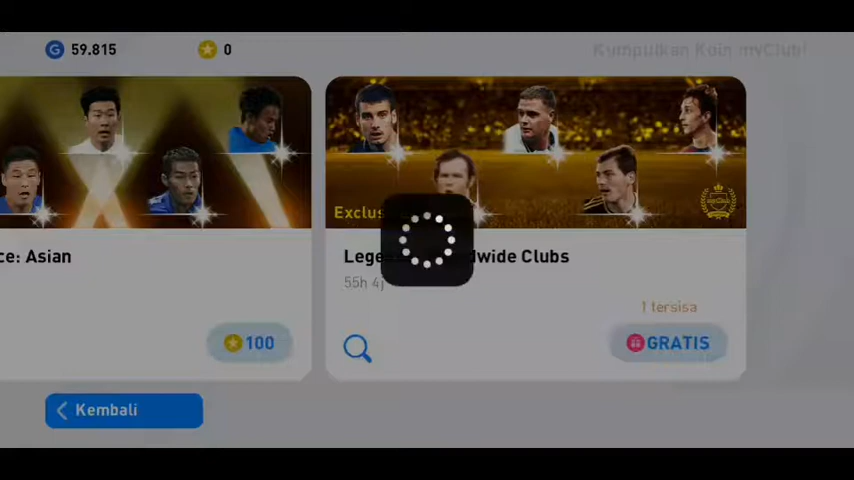 59.815
0
Kumpulkan Koin myClub!
Exclus
ce: Asian
Lege
dwide Clubs
55h 4j
1 tersisa
100
GRATIS
Kembali